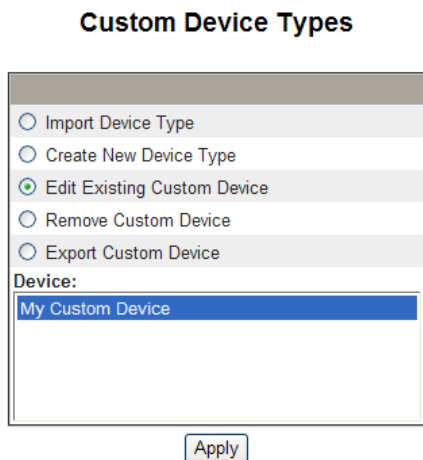 Custom Device Types
Import Device Type
Create New Device Type
Edit Existing Custom Device
Remove Custom Device
Export Custom Device
Device:
My Custom Device
Apply